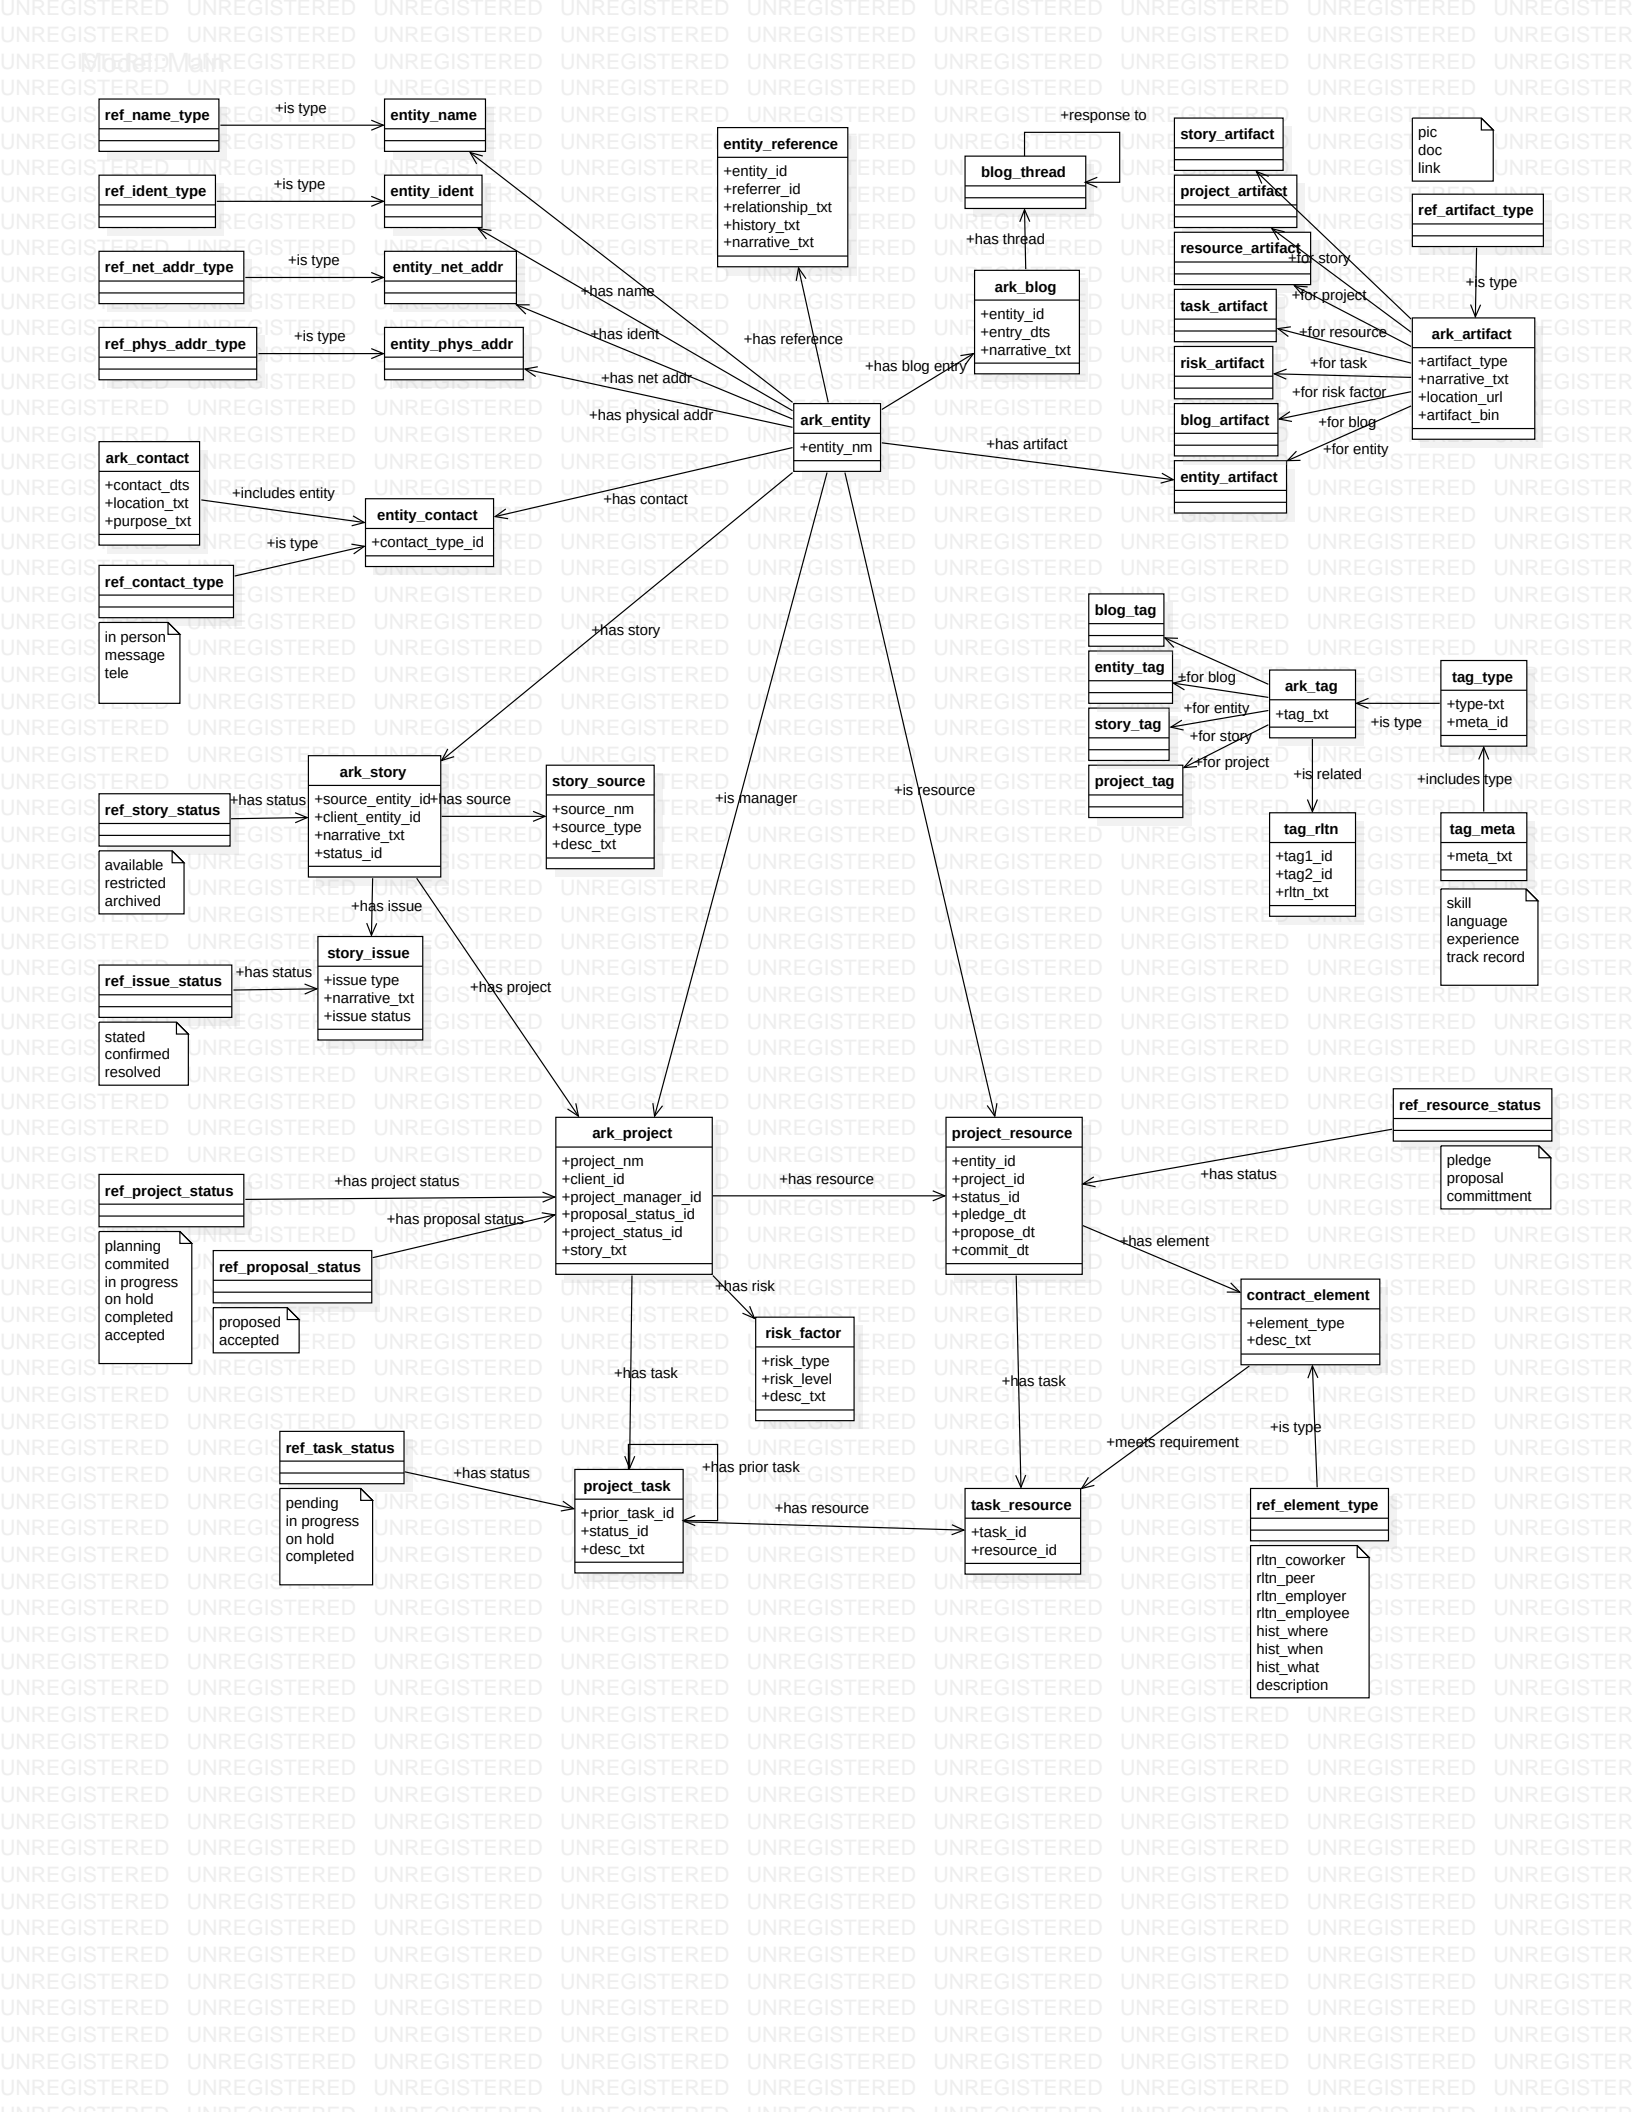 UNREGISTERED
Model::Main
ref_name_type
+is type
entity_name
ref_ident_type
+is type
entity_ident
ref_net_addr_type
+is type
entity_net_addr
ref_phys_addr_type
+is type
entity_phys_addr
entity_reference
+entity_id
+referrer_id
+relationship_txt
+history_txt
+narrative_txt
+response to
blog_thread
+has thread
ark_blog
+entity_id
+entry_dts
+narrative_txt
story_artifact
project_artifact
resource_artifact
task_artifact
risk_artifact
blog_artifact
entity_artifact
pic
doc
link
ref_artifact_type
+is type
ark_artifact
+artifact_type
+narrative_txt
+location_url
+artifact_bin
+for story
+for project
+for resource
+for task
+for risk factor
+for blog
+for entity
+has name
+has ident
+has net addr
+has physical addr
+has reference
+has blog entry
ark_entity
+entity_nm
+has artifact
+has contact
ark_contact
+contact_dts
+location_txt
+purpose_txt
+includes entity
entity_contact
+contact_type_id
+is type
ref_contact_type
in person
message
tele
+has story
+is manager
+is resource
blog_tag
entity_tag
story_tag
project_tag
+for blog
+for entity
+for story
+for project
ark_tag
+tag_txt
+is type
tag_type
+type-txt
+meta_id
+is related
+includes type
tag_rltn
+tag1_id
+tag2_id
+rltn_txt
tag_meta
+meta_txt
skill
language
experience
track record
ark_story
+source_entity_id
+client_entity_id
+narrative_txt
+status_id
ref_story_status
+has status
available
restricted
archived
+has source
story_source
+source_nm
+source_type
+desc_txt
+has issue
story_issue
+issue type
+narrative_txt
+issue status
ref_issue_status
+has status
stated
confirmed
resolved
+has project
ark_project
+project_nm
+client_id
+project_manager_id
+proposal_status_id
+project_status_id
+story_txt
ref_project_status
+has project status
planning
commited
in progress
on hold
completed
accepted
+has proposal status
ref_proposal_status
proposed
accepted
+has resource
project_resource
+entity_id
+project_id
+status_id
+pledge_dt
+propose_dt
+commit_dt
ref_resource_status
+has status
pledge
proposal
committment
+has element
contract_element
+element_type
+desc_txt
+has risk
risk_factor
+risk_type
+risk_level
+desc_txt
+has task
+has task
+meets requirement
+is type
ref_task_status
+has status
pending
in progress
on hold
completed
project_task
+prior_task_id
+status_id
+desc_txt
+has prior task
+has resource
task_resource
+task_id
+resource_id
ref_element_type
rltn_coworker
rltn_peer
rltn_employer
rltn_employee
hist_where
hist_when
hist_what
description